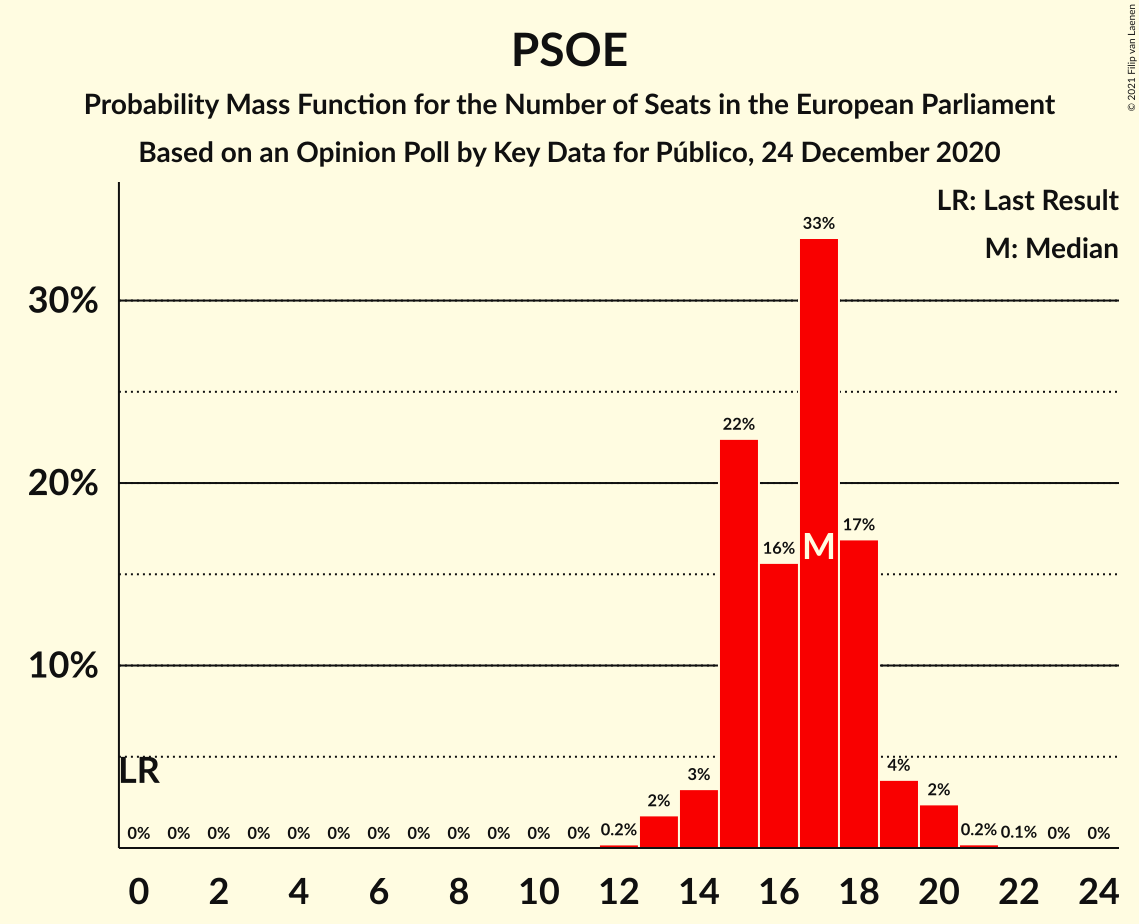 PSOE
Probability Mass Function for the Number of Seats in the European Parliament
Based on an Opinion Poll by Key Data for Público, 24 December 2020
© 2021 Filip van Laenen
LR: Last Result
M: Median
33%
30%
22%
20%
17%
16%
M
10%
LR
4%
3%
2%
2%
0% 0% 0% 0% 0% 0% 0% 0% 0% 0% 0% 0% 0.2% 0.2% 0.1% 0% 0%
0 2 4 6 8 10 12 14 16 18 20 22 24